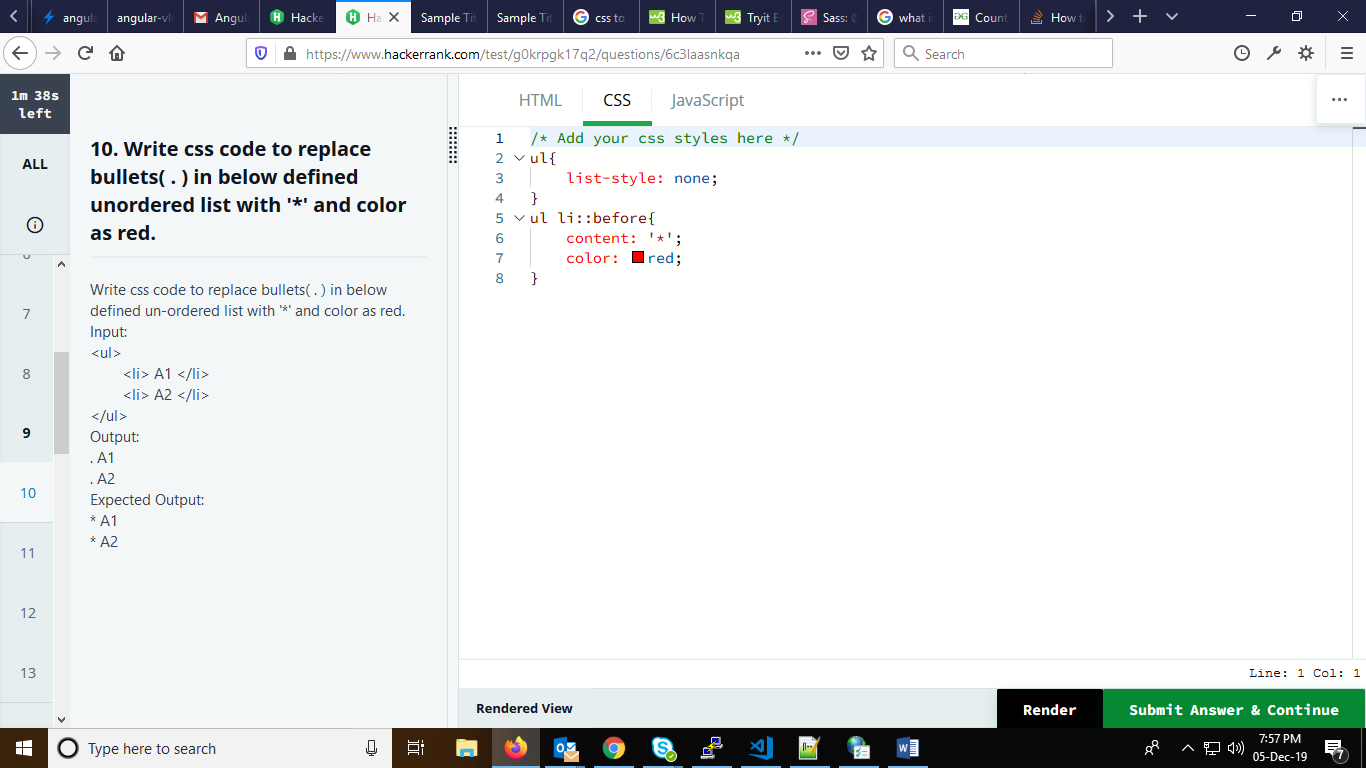 angula
angular-vl
Angul
Hacke
Ha
Sample Tit
Sample Tit
css to
How T
Tryit E
Sass: (
what i
Count
How to
https://www.hackerrank.com/test/g0krpgk17q2/questions/6c3laasnkqa
Search
1m 38s
left
ALL
7
8
9
10
11
12
13
10. Write css code to replace
bullets( . ) in below defined
unordered list with '*' and color
as red.
Write css code to replace bullets( . ) in below
defined un-ordered list with '*' and color as red.
Input:
<ul>
<li> A1 </li>
<li> A2 </li>
</ul>
Output:
. A1
. A2
Expected Output:
* A1
* A2
HTML
CSS
JavaScript
1 /* Add your css styles here */
2 ul{
3 list-style: none;
4 }
5 ul li::before{
6 content: '*';
7 color: red;
8 }
Line: 1 Col: 1
Rendered View
Render
Submit Answer & Continue
Type here to search
7:57 PM
05-Dec-19
7